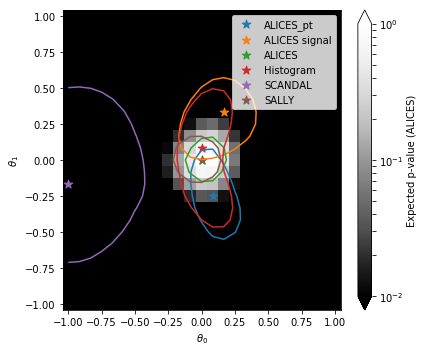 ALICES_pt
ALICES signal
ALICES
Histogram
SCANDAL
SALLY
1.00
0.75
0.50
0.25
0.00
−0.25
−0.50
−0.75
−1.00
θ1
−1.00 −0.75 −0.50 −0.25 0.00 0.25 0.50 0.75 1.00
θ0
10^0
10^−1
10^−2
Expected p-value (ALICES)